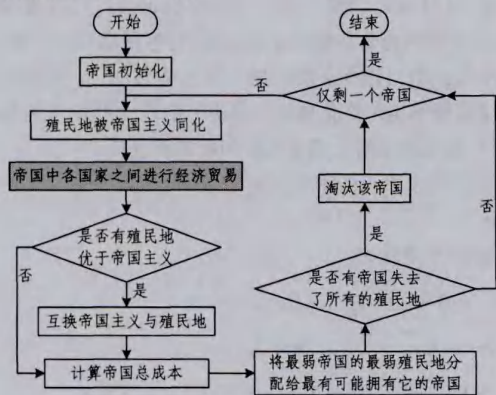 开始
帝国初始化
殖民地被帝国主义同化
帝国中各国家之间进行经济贸易
是否有殖民地
优于帝国主义
否
是
互换帝国主义与殖民地
计算帝国总成本
将最弱帝国的最弱殖民地分
配给最有可能拥有它的帝国
是否有帝国失去
了所有的殖民地
是
否
淘汰该帝国
仅剩一个帝国
否
是
结束